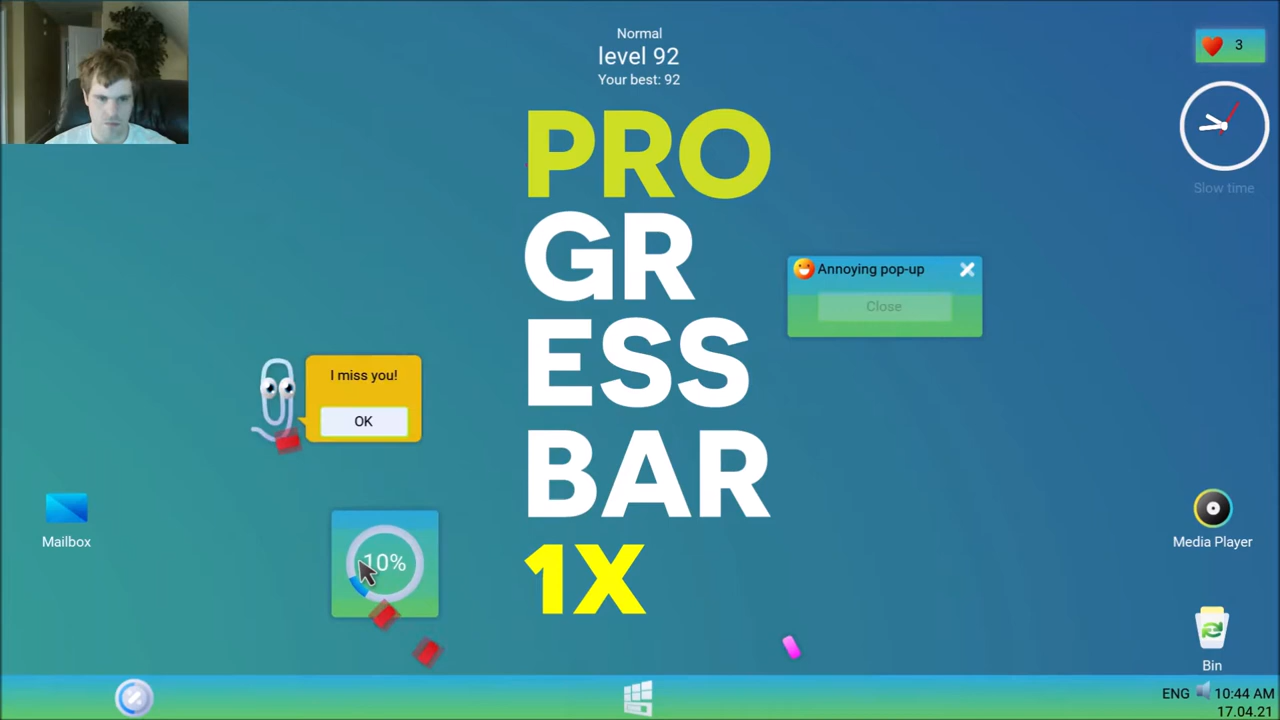 Normal
level 92
Your best: 92
3
Slow time
PRO
GR
ESS
BAR
1X
Annoying pop-up
Close
I miss you!
OK
10%
Mailbox
Media Player
Bin
ENG 10:44 AM
17.04.21